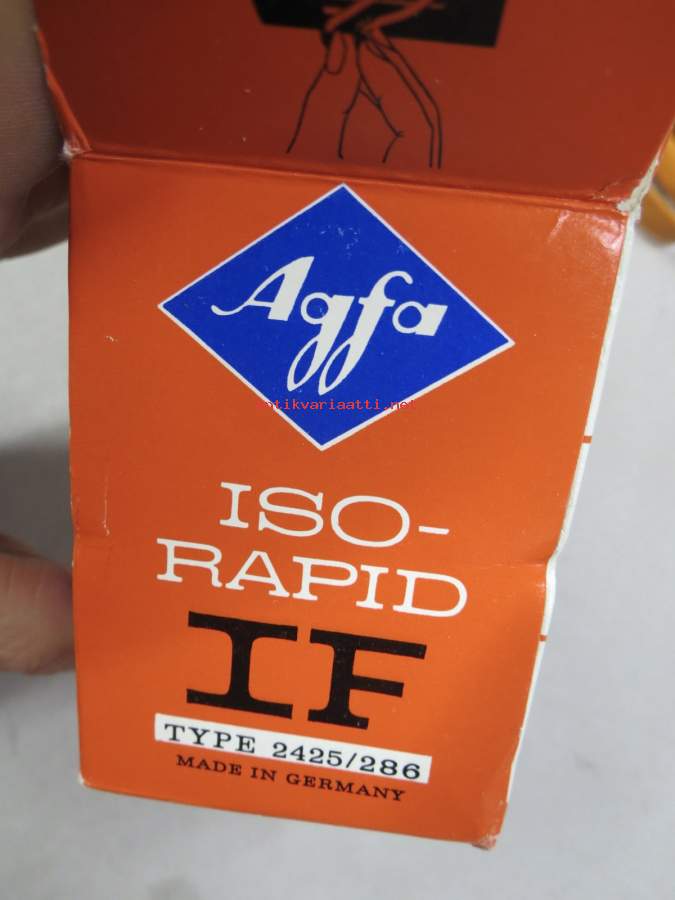 Agfa
antikvariaatti.net
ISO-
RAPID
IF
TYPE 2425/286
MADE IN GERMANY